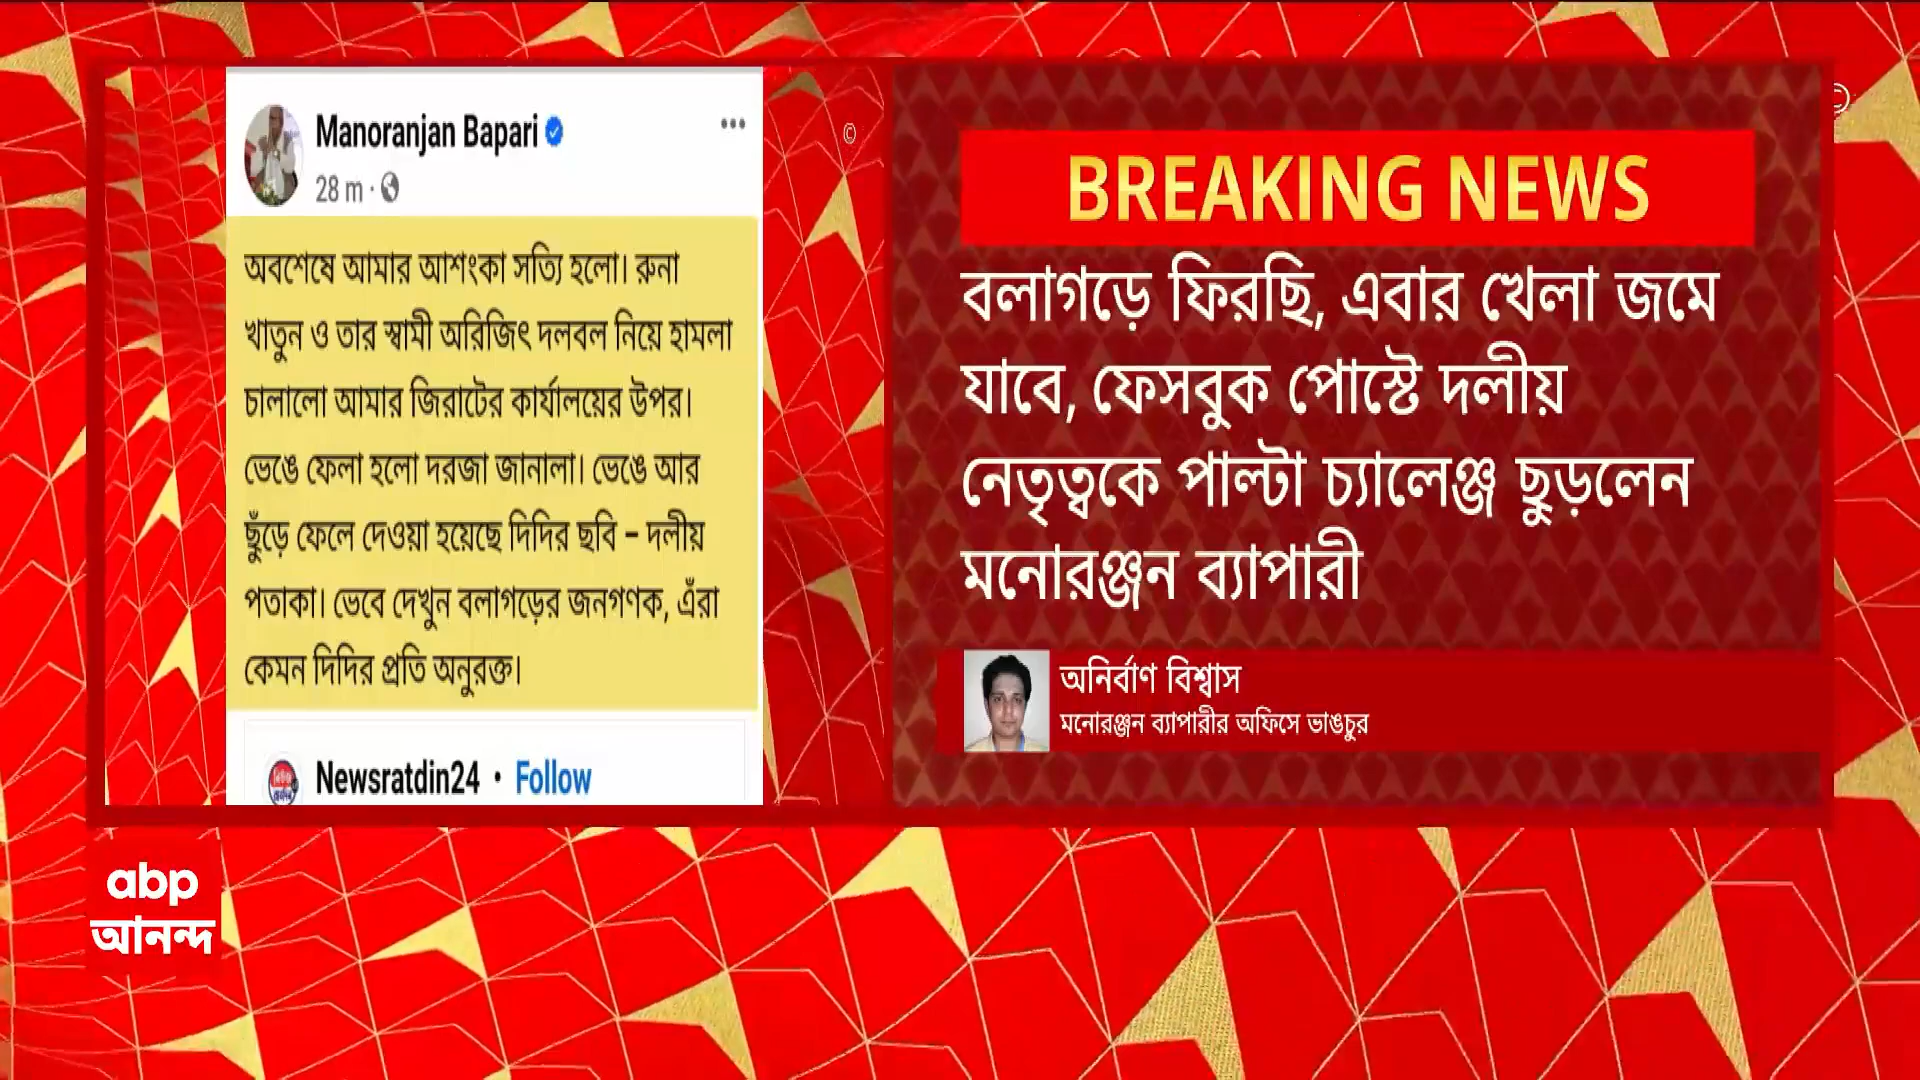 Manoranjan Bapari
28 m ·
অবশেষে আমার আশংকা সত্যি হলো। রুনা
খাতুন ও তার স্বামী অরিজিৎ দলবল নিয়ে হামলা
চালালো আমার জিরাটের কার্যালয়ের উপর।
ভেঙে ফেলা হলো দরজা জানালা। ভেঙে আর
ছুঁড়ে ফেলে দেওয়া হয়েছে দিদির ছবি – দলীয়
পতাকা। ভেবে দেখুন বলাগড়ের জনগণক, এঁরা
কেমন দিদির প্রতি অনুরক্ত।
Newsratdin24 • Follow
©
BREAKING NEWS
বলাগড়ে ফিরছি, এবার খেলা জমে
যাবে, ফেসবুক পোস্টে দলীয়
নেতৃত্বকে পাল্টা চ্যালেঞ্জ ছুড়লেন
মনোরঞ্জন ব্যাপারী
অনির্বাণ বিশ্বাস
মনোরঞ্জন ব্যাপারীর অফিসে ভাঙচুর
©
abp
আনন্দ